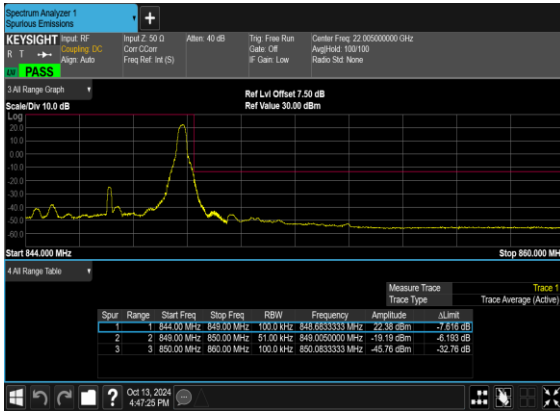 Spectrum Analyzer 1
Spurious Emissions
+
KEYSIGHT Input: RF Input Z: 50 Ω Atten: 40 dB Trig: Free Run Center Freq: 22.005000000 GHz
R T Coupling: DC Corr CCorr Gate: Off Avg|Hold: 100/100
Align: Auto Freq Ref: Int (S) IF Gain: Low Radio Std: None
PASS
3 All Range Graph
Ref Lvl Offset 7.50 dB
Scale/Div 10.0 dB Ref Value 30.00 dBm
Log
20.0
10.0
0.00
-10.0
-20.0
-30.0
-40.0
-50.0
-60.0
Start 844.000 MHz Stop 860.000 MH
4 All Range Table
Measure Trace Trace 1
Trace Type Trace Average (Active)
Spur Range Start Freq Stop Freq RBW Frequency Amplitude ΔLimit
1 1 844.00 MHz 849.00 MHz 100.0 kHz 848.6833333 MHz 22.38 dBm -7.616 dB
2 2 849.00 MHz 850.00 MHz 51.00 kHz 849.0050000 MHz -19.19 dBm -6.193 dB
3 3 850.00 MHz 860.00 MHz 100.0 kHz 850.0833333 MHz -45.76 dBm -32.76 dB
? Oct 13, 2024
4:47:25 PM